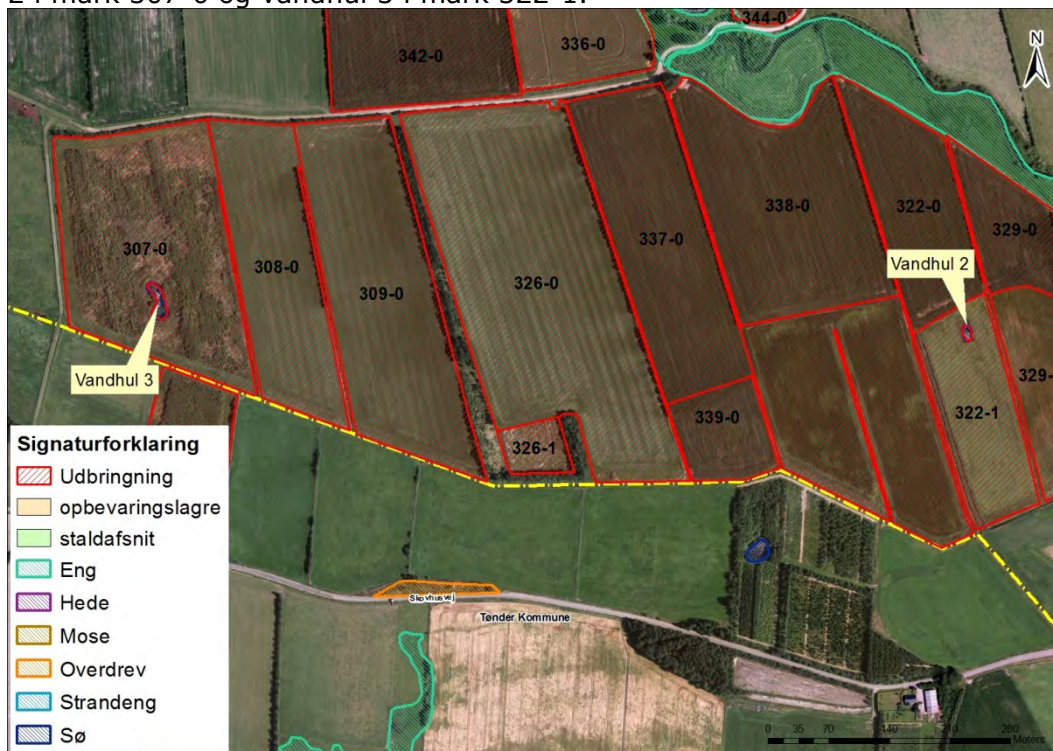 2 i mark 307-0 og vandhul 3 i mark 322-1.
344-0
N
342-0
336-0
307-0
308-0
309-0
326-0
337-0
338-0
322-0
329-0
Vandhul 2
Vandhul 3
329-
322-1
339-0
326-1
Signaturforklaring
Udbringning
opbevaringslagre
staldafsnit
Eng
Hede
Mose
Overdrev
Strandeng
Sø
Skovhusvej
Tønder Kommune
0 35 70 140 210 280
Meters